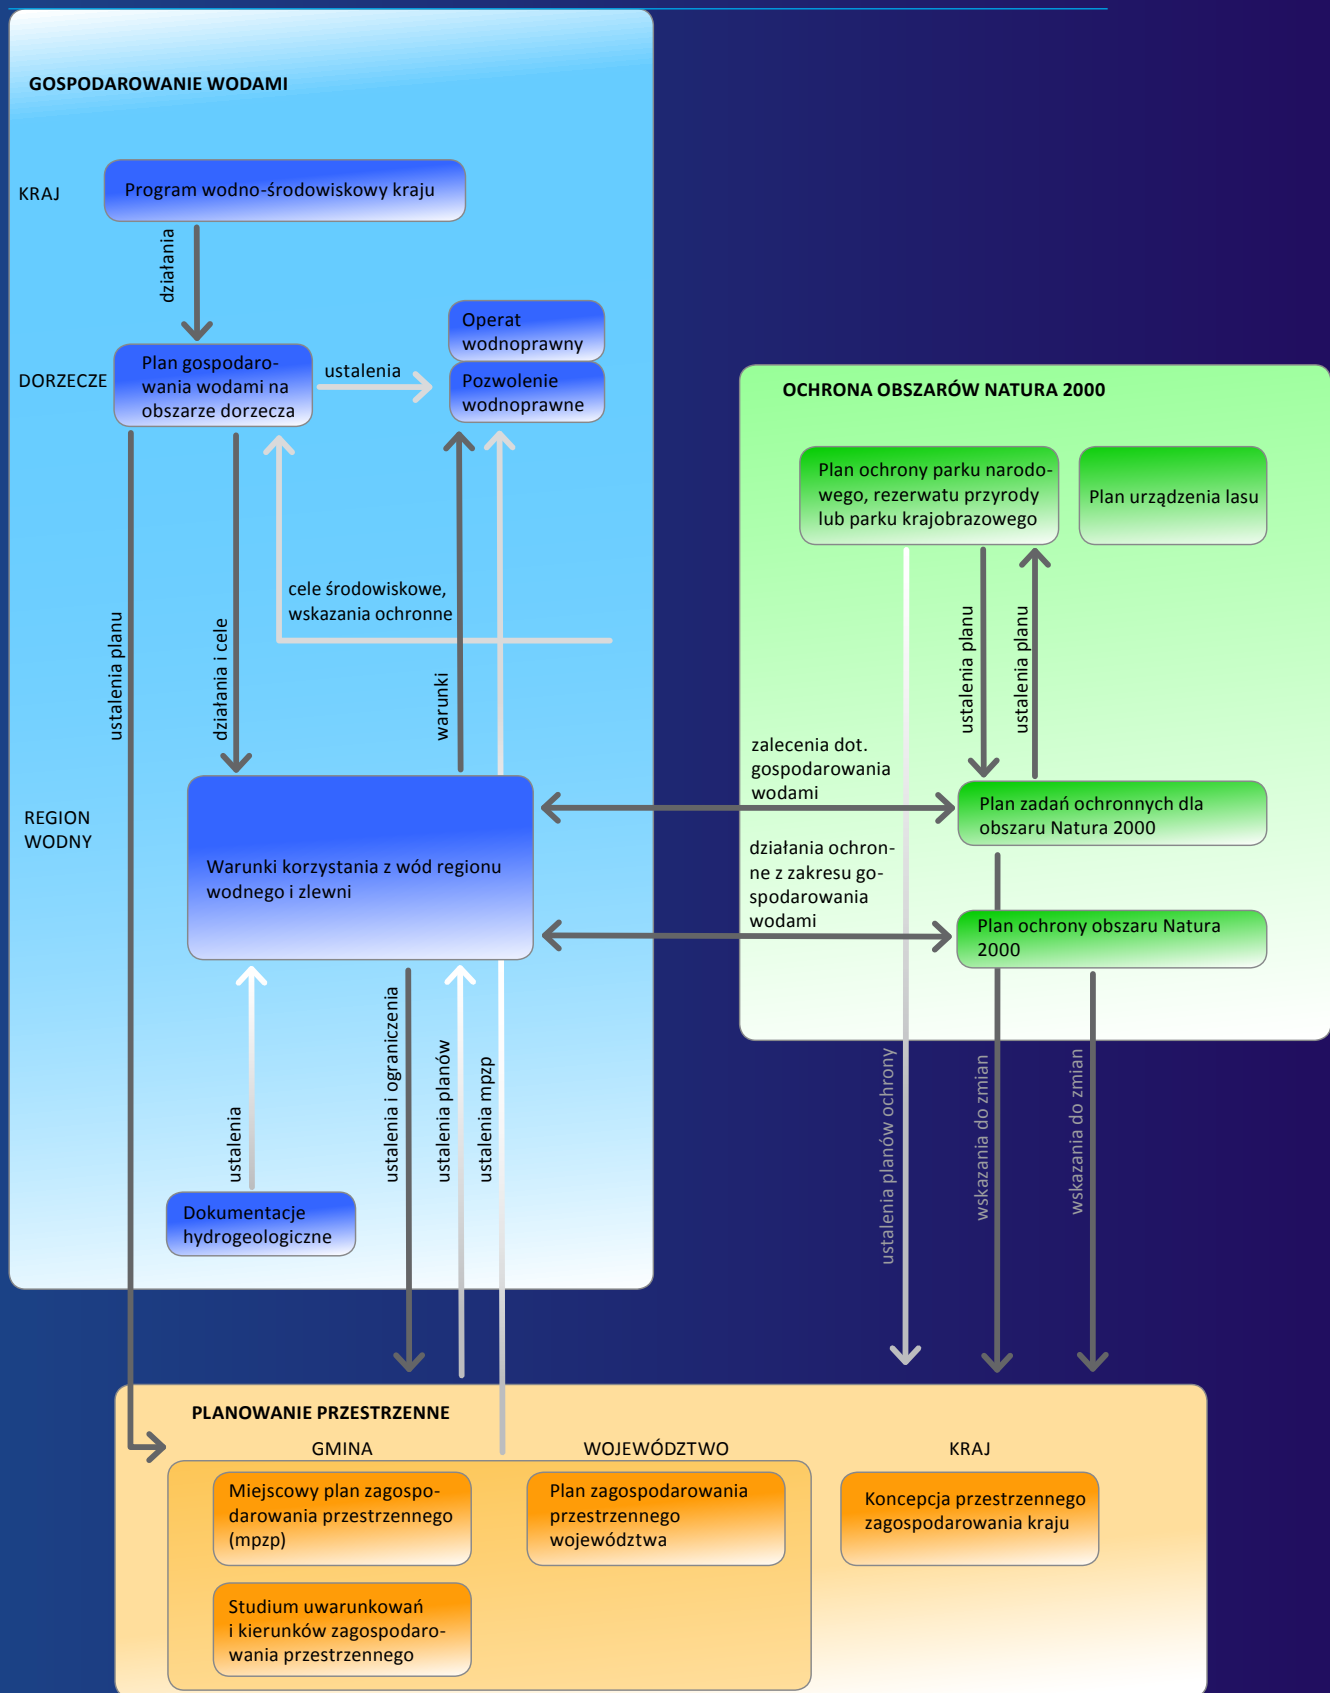 GOSPODAROWANIE WODAMI
KRAJ
Program wodno-środowiskowy kraju
działania
Operat
wodnoprawny
DORZECZE
Plan gospodaro-
wania wodami na
obszarze dorzecza
ustalenia
Pozwolenie
wodnoprawne
cele środowiskowe,
wskazania ochronne
ustalenia planu
działania i cele
warunki
REGION
WODNY
Warunki korzystania z wód regionu
wodnego i zlewni
ustalenia
ustalenia i ograniczenia
ustalenia planów
ustalenia mpzp
Dokumentacje
hydrogeologiczne
OCHRONA OBSZARÓW NATURA 2000
Plan ochrony parku narodo-
wego, rezerwatu przyrody
lub parku krajobrazowego
Plan urządzenia lasu
ustalenia planu
ustalenia planu
zalecenia dot.
gospodarowania
wodami
Plan zadań ochronnych dla
obszaru Natura 2000
działania ochron-
ne z zakresu go-
spodarowania
wodami
Plan ochrony obszaru Natura
2000
ustalenia planów ochrony
wskazania do zmian
wskazania do zmian
PLANOWANIE PRZESTRZENNE
GMINA
WOJEWÓDZTWO
KRAJ
Miejscowy plan zagospo-
darowania przestrzennego
(mpzp)
Plan zagospodarowania
przestrzennego
województwa
Koncepcja przestrzennego
zagospodarowania kraju
Studium uwarunkowań
i kierunków zagospodaro-
wania przestrzennego